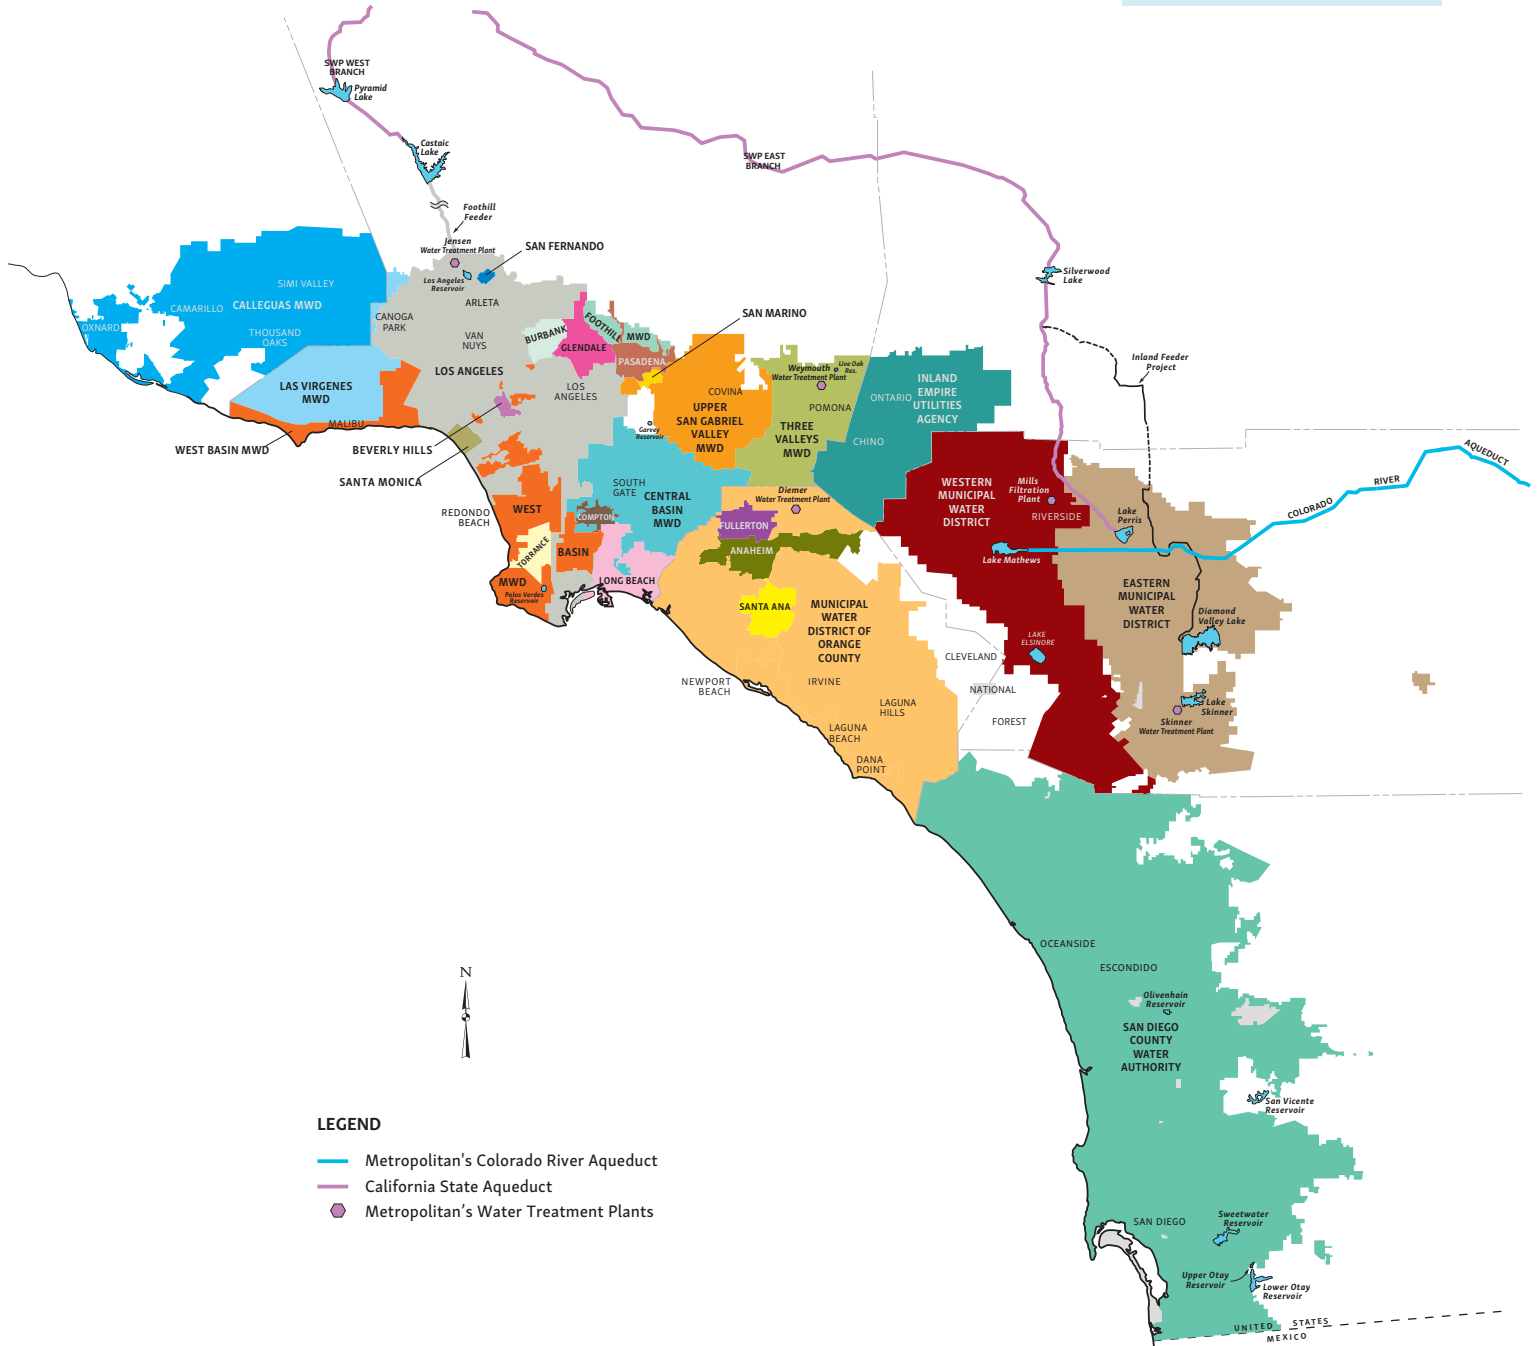 SWP WEST
BRANCH
Pyramid
Lake
Castaic
Lake
SWP EAST
BRANCH
Foothill
Feeder
Jensen
Water Treatment Plant
SAN FERNANDO
Los Angeles
Reservoir
Silverwood
Lake
SIMI VALLEY
CAMARILLO
CALLEGUAS MWD
OXNARD
THOUSAND
OAKS
ARLETA
CANOGA
PARK
VAN
NUYS
BURBANK
FOOTHILL
MWD
GLENDALE
PASADENA
SAN MARINO
LOS ANGELES
LOS
ANGELES
LAS VIRGENES
MWD
MALIBU
WEST BASIN MWD
BEVERLY HILLS
SANTA MONICA
COVINA
UPPER
SAN GABRIEL
VALLEY
MWD
Garvey
Reservoir
Weymouth
Water Treatment Plant
Live Oak
Res.
POMONA
THREE
VALLEYS
MWD
INLAND
EMPIRE
UTILITIES
AGENCY
ONTARIO
CHINO
Inland Feeder
Project
AQUEDUCT
RIVER
COLORADO
REDONDO
BEACH
WEST
BASIN
MWD
TORRANCE
Palos Verdes
Reservoir
COMPTON
SOUTH
GATE
CENTRAL
BASIN
MWD
LONG BEACH
Diemer
Water Treatment Plant
FULLERTON
ANAHEIM
SANTA ANA
MUNICIPAL
WATER
DISTRICT OF
ORANGE
COUNTY
NEWPORT
BEACH
IRVINE
LAGUNA
HILLS
LAGUNA
BEACH
DANA
POINT
WESTERN
MUNICIPAL
WATER
DISTRICT
Mills
Filtration
Plant
RIVERSIDE
Lake
Perris
Lake Mathews
EASTERN
MUNICIPAL
WATER
DISTRICT
Diamond
Valley Lake
LAKE
ELSINORE
CLEVELAND
NATIONAL
FOREST
Lake
Skinner
Skinner
Water Treatment Plant
OCEANSIDE
ESCONDIDO
Olivenhain
Reservoir
SAN DIEGO
COUNTY
WATER
AUTHORITY
San Vicente
Reservoir
SAN DIEGO
Sweetwater
Reservoir
Upper Otay
Reservoir
Lower Otay
Reservoir
UNITED STATES
MEXICO
N
LEGEND
Metropolitan's Colorado River Aqueduct
California State Aqueduct
Metropolitan’s Water Treatment Plants